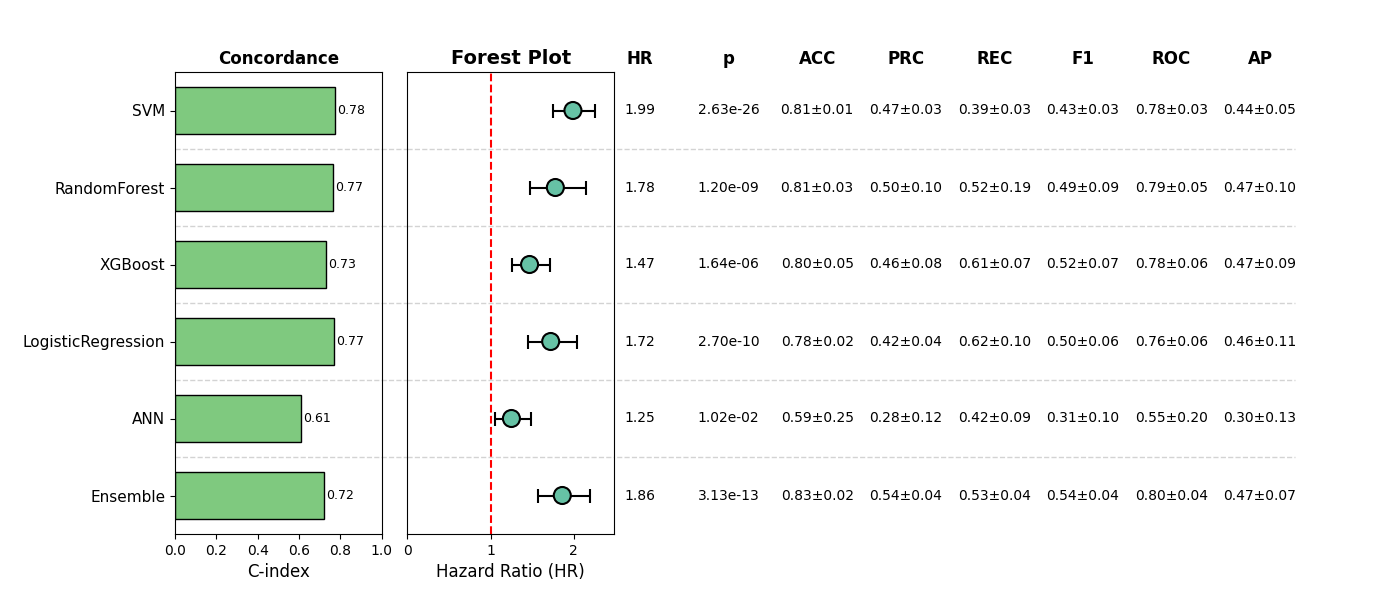 Concordance Forest Plot HR p ACC PRC REC F1 ROC AP
SVM 0.78 1.99 2.63e-26 0.81±0.01 0.47±0.03 0.39±0.03 0.43±0.03 0.78±0.03 0.44±0.05
RandomForest 0.77 1.78 1.20e-09 0.81±0.03 0.50±0.10 0.52±0.19 0.49±0.09 0.79±0.05 0.47±0.10
XGBoost 0.73 1.47 1.64e-06 0.80±0.05 0.46±0.08 0.61±0.07 0.52±0.07 0.78±0.06 0.47±0.09
LogisticRegression 0.77 1.72 2.70e-10 0.78±0.02 0.42±0.04 0.62±0.10 0.50±0.06 0.76±0.06 0.46±0.11
ANN 0.61 1.25 1.02e-02 0.59±0.25 0.28±0.12 0.42±0.09 0.31±0.10 0.55±0.20 0.30±0.13
Ensemble 0.72 1.86 3.13e-13 0.83±0.02 0.54±0.04 0.53±0.04 0.54±0.04 0.80±0.04 0.47±0.07
0.0 0.2 0.4 0.6 0.8 1.0 0 1 2
C-index Hazard Ratio (HR)